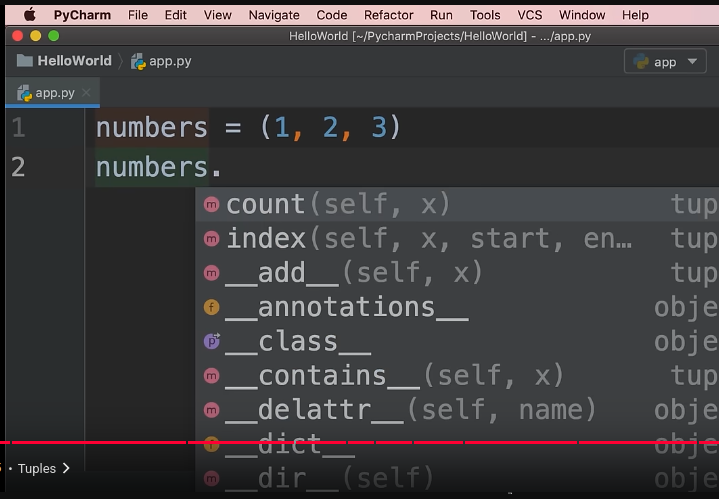 PyCharm File Edit View Navigate Code Refactor Run Tools VCS Window Help
HelloWorld [~/PycharmProjects/HelloWorld] - .../app.py
HelloWorld app.py app
app.py
1 numbers = (1, 2, 3)
2 numbers.
m count(self, x) tup
m index(self, x, start, en... tup
m __add__(self, x) tup
f __annotations__ obje
p __class__ obje
m __contains__(self, x) tup
m __delattr__(self, name) obje
f __dict__ obje
m __dir__(self) obje
• Tuples